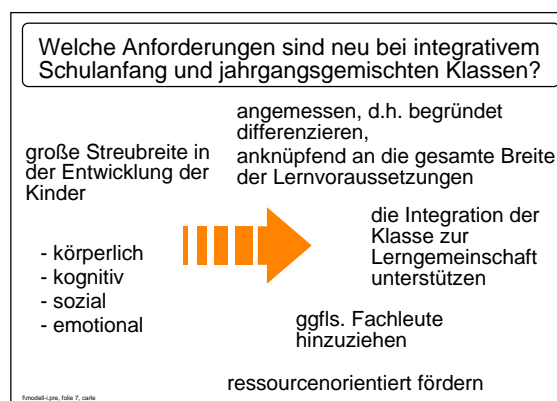 Welche Anforderungen sind neu bei integrativem
Schulanfang und jahrgangsgemischten Klassen?
große Streubreite in
der Entwicklung der
Kinder
- körperlich
- kognitiv
- sozial
- emotional
angemessen, d.h. begründet
differenzieren,
anknüpfend an die gesamte Breite
der Lernvoraussetzungen
die Integration der
Klasse zur
Lerngemeinschaft
unterstützen
ggfls. Fachleute
hinzuziehen
ressourcenorientiert fördern
f\modell-i.pre, folie 7, carle